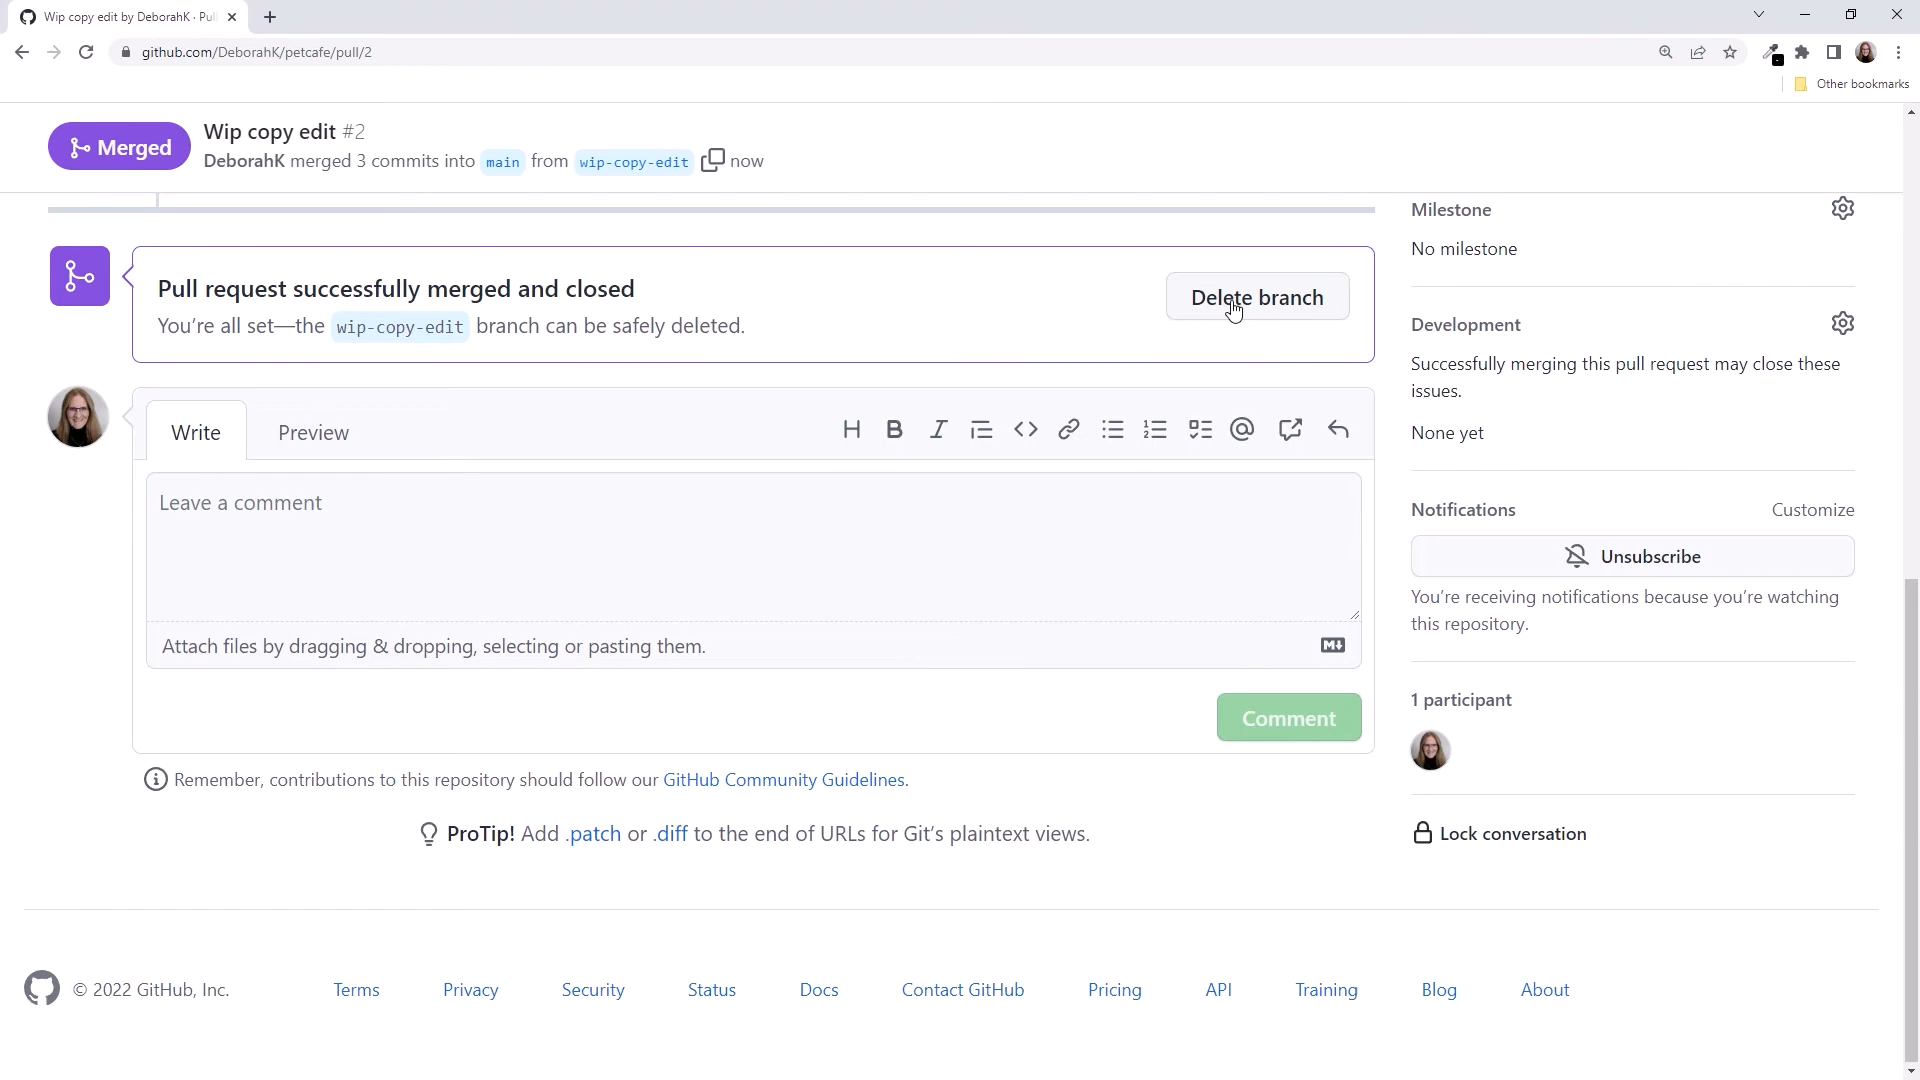 Wip copy edit by DeborahK · Pull
github.com/DeborahK/petcafe/pull/2
Other bookmarks
Merged
Wip copy edit #2
DeborahK merged 3 commits into main from wip-copy-edit now
Pull request successfully merged and closed
You're all set—the wip-copy-edit branch can be safely deleted.
Delete branch
Write
Preview
Leave a comment
Attach files by dragging & dropping, selecting or pasting them.
Comment
Remember, contributions to this repository should follow our GitHub Community Guidelines.
ProTip! Add .patch or .diff to the end of URLs for Git's plaintext views.
Milestone
No milestone
Development
Successfully merging this pull request may close these
issues.
None yet
Notifications
Customize
Unsubscribe
You're receiving notifications because you're watching
this repository.
1 participant
Lock conversation
© 2022 GitHub, Inc.
Terms
Privacy
Security
Status
Docs
Contact GitHub
Pricing
API
Training
Blog
About